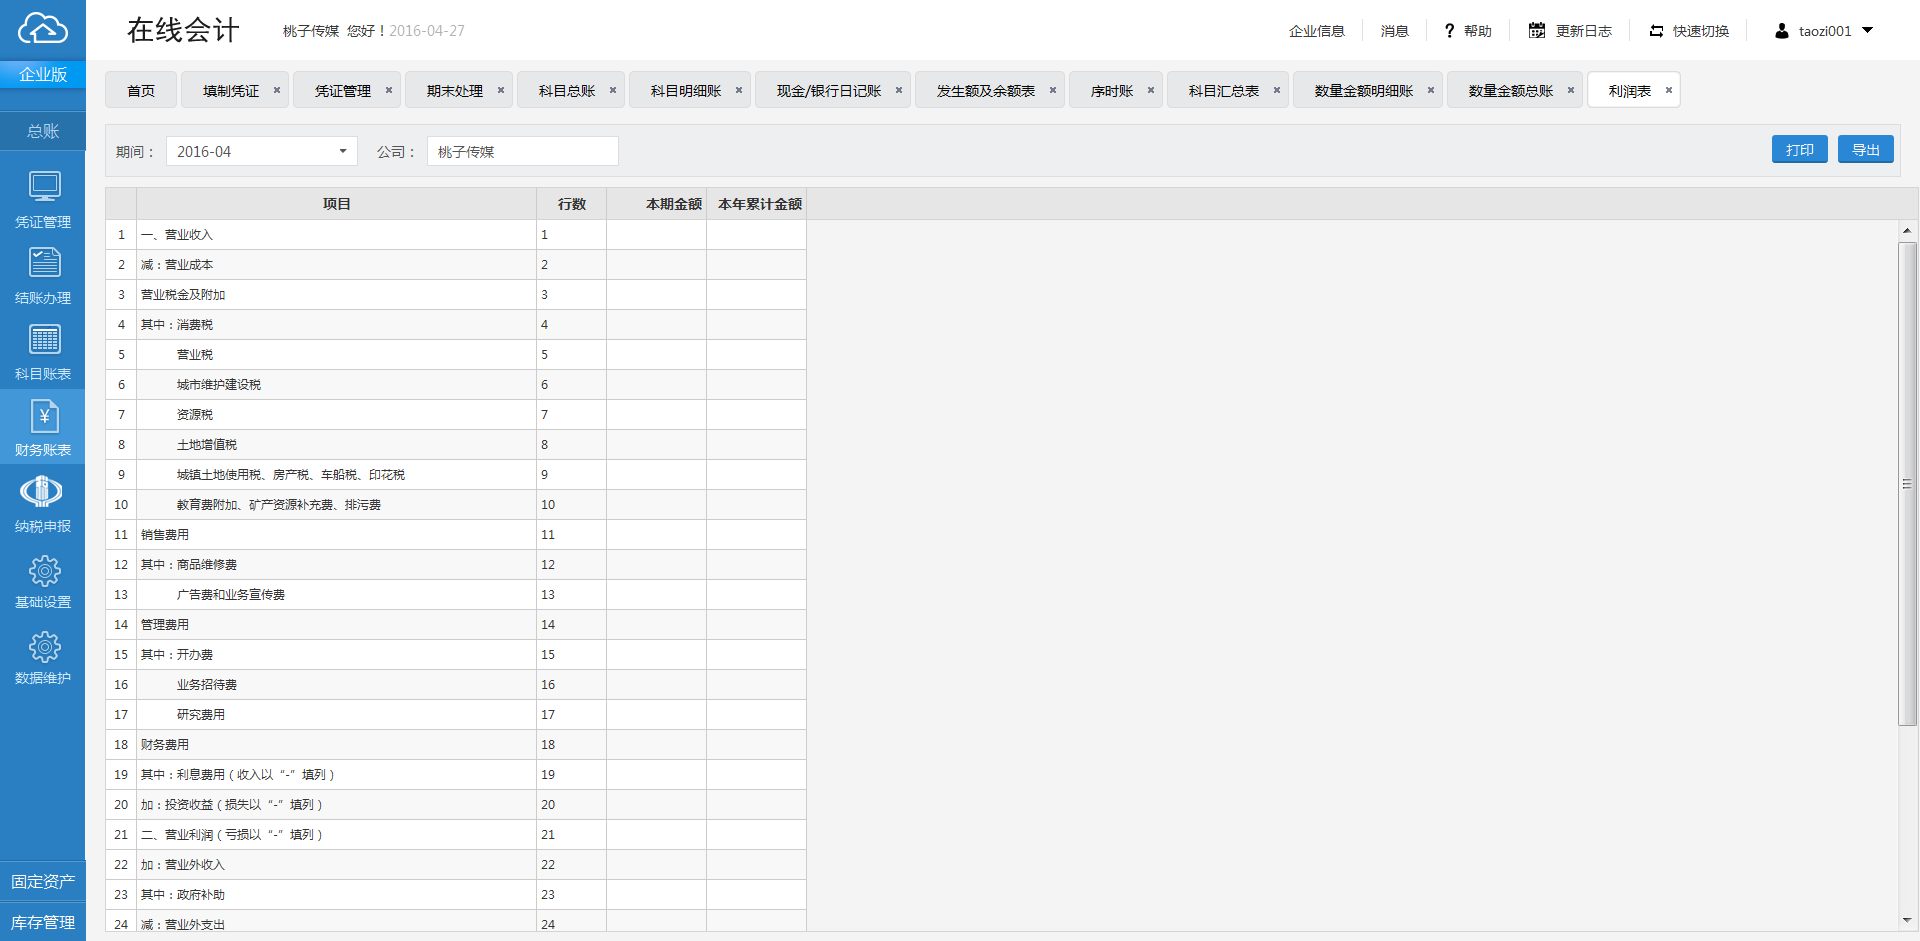 在线会计 桃子传媒 您好！2016-04-27 企业信息 消息 ? 帮助 更新日志 快速切换 taozi001
企业版
首页 填制凭证 × 凭证管理 × 期末处理 × 科目总账 × 科目明细账 × 现金/银行日记账 × 发生额及余额表 × 序时账 × 科目汇总表 × 数量金额明细账 × 数量金额总账 × 利润表 ×
总账
凭证管理
结账办理
科目账表
¥
财务账表
纳税申报
基础设置
数据维护
固定资产
库存管理
期间： 2016-04 公司： 桃子传媒 打印 导出
项目 行数 本期金额 本年累计金额
1 一、营业收入 1
2 减：营业成本 2
3 营业税金及附加 3
4 其中：消费税 4
5 营业税 5
6 城市维护建设税 6
7 资源税 7
8 土地增值税 8
9 城镇土地使用税、房产税、车船税、印花税 9
10 教育费附加、矿产资源补充费、排污费 10
11 销售费用 11
12 其中：商品维修费 12
13 广告费和业务宣传费 13
14 管理费用 14
15 其中：开办费 15
16 业务招待费 16
17 研究费用 17
18 财务费用 18
19 其中：利息费用（收入以“-”填列） 19
20 加：投资收益（损失以“-”填列） 20
21 二、营业利润（亏损以“-”填列） 21
22 加：营业外收入 22
23 其中：政府补助 23
24 减：营业外支出 24